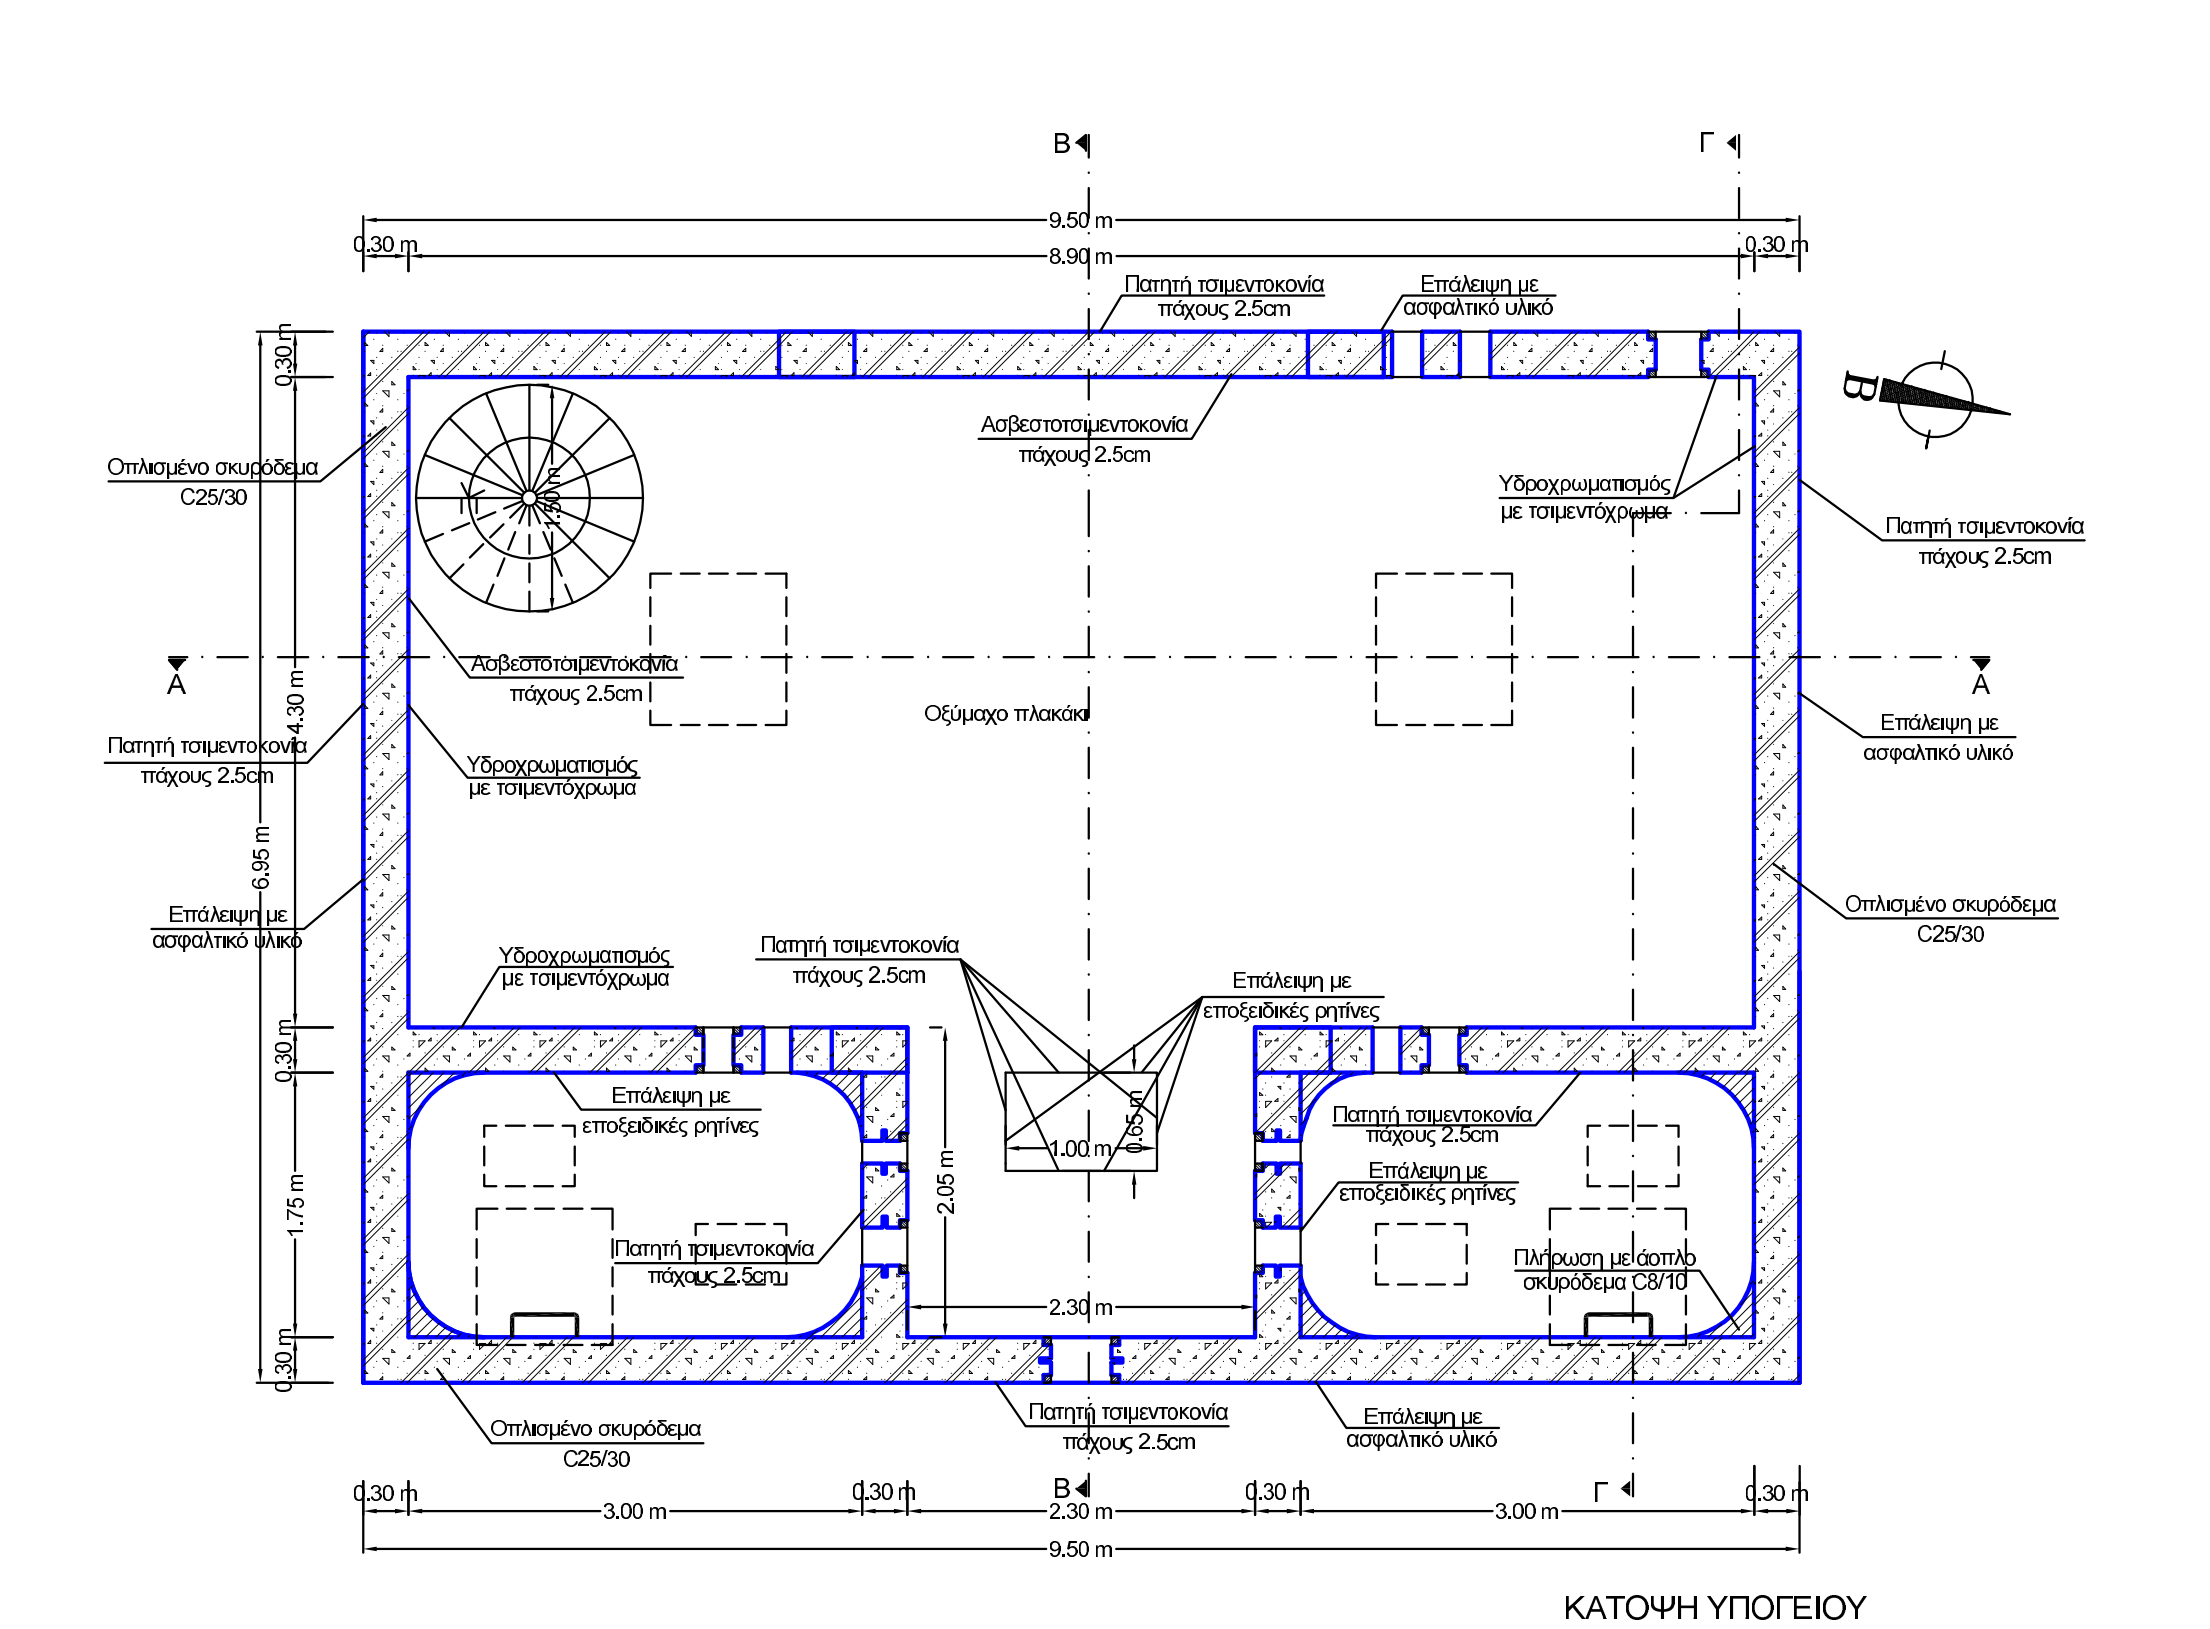 Β
Γ
9.50 m
0.30 m
8.90 m
0.30 m
Πατητή τσιμεντοκονία
πάχους 2.5cm
Επάλειψη με
ασφαλτικό υλικό
0.30 m
Β
Ασβεστοτσιμεντοκονία
πάχους 2.5cm
Οπλισμένο σκυρόδεμα
C25/30
1.50 m
Υδροχρωματισμός
με τσιμεντόχρωμα
Πατητή τσιμεντοκονία
πάχους 2.5cm
Ασβεστοτσιμεντοκονία
πάχους 2.5cm
Α
Α
4.30 m
Οξύμαχο πλακάκι
Πατητή τσιμεντοκονία
πάχους 2.5cm
Υδροχρωματισμός
με τσιμεντόχρωμα
Επάλειψη με
ασφαλτικό υλικό
6.95 m
Επάλειψη με
ασφαλτικό υλικό
Οπλισμένο σκυρόδεμα
C25/30
Υδροχρωματισμός
με τσιμεντόχρωμα
Πατητή τσιμεντοκονία
πάχους 2.5cm
Επάλειψη με
εποξειδικές ρητίνες
0.30 m
Επάλειψη με
εποξειδικές ρητίνες
1.00 m
0.65 m
Πατητή τσιμεντοκονία
πάχους 2.5cm
Επάλειψη με
εποξειδικές ρητίνες
1.75 m
2.05 m
Πατητή τσιμεντοκονία
πάχους 2.5cm
Πλήρωση με άοπλο
σκυρόδεμα C8/10
2.30 m
0.30 m
Οπλισμένο σκυρόδεμα
C25/30
Πατητή τσιμεντοκονία
πάχους 2.5cm
Επάλειψη με
ασφαλτικό υλικό
Β
Γ
0.30 m
3.00 m
0.30 m
2.30 m
0.30 m
3.00 m
0.30 m
9.50 m
ΚΑΤΟΨΗ ΥΠΟΓΕΙΟΥ